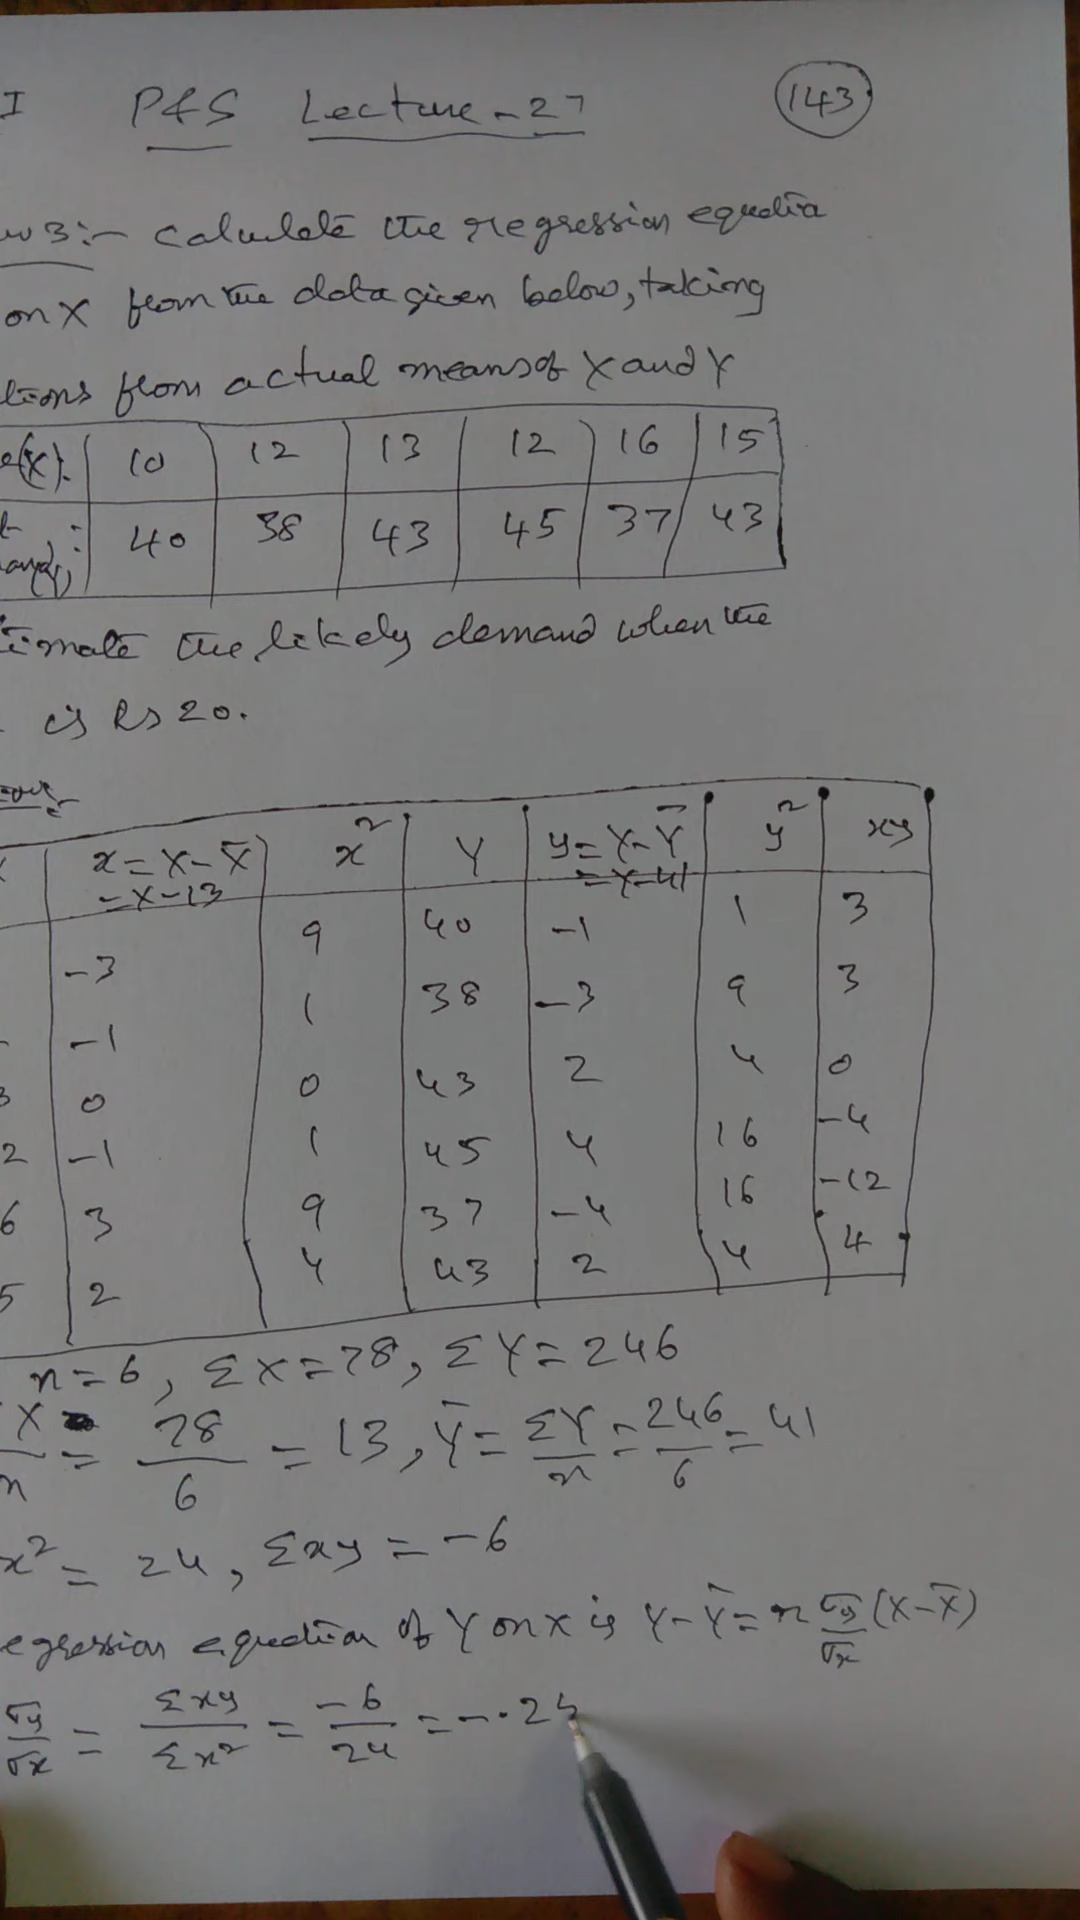 I P&S Lecture-27 143
3:- calculate the regression equation
on X from the data given below, taking
tions from actual means of X and Y
e(X): 10 12 13 12 16 15
40 38 43 45 37 43
timate the likely demand when the
is Rs 20.
x=X-X̄ x² Y y=Y-Ȳ y² xy
=X-13 =Y-41
-3 9 40 -1 1 3
-1 1 38 -3 9 3
3 0 0 43 2 4 0
2 -1 1 45 4 16 -4
6 3 9 37 -4 16 -12
5 2 4 43 2 4 4
n=6, ΣX=78, ΣY=246
X/n = 78/6 = 13, Ȳ = ΣY/n = 246/6 = 41
x² = 24, Σxy = -6
egression equation of Y on X is Y-Ȳ = r σy/σx (X-X̄)
σy/σx = Σxy/Σx² = -6/24 = -.25